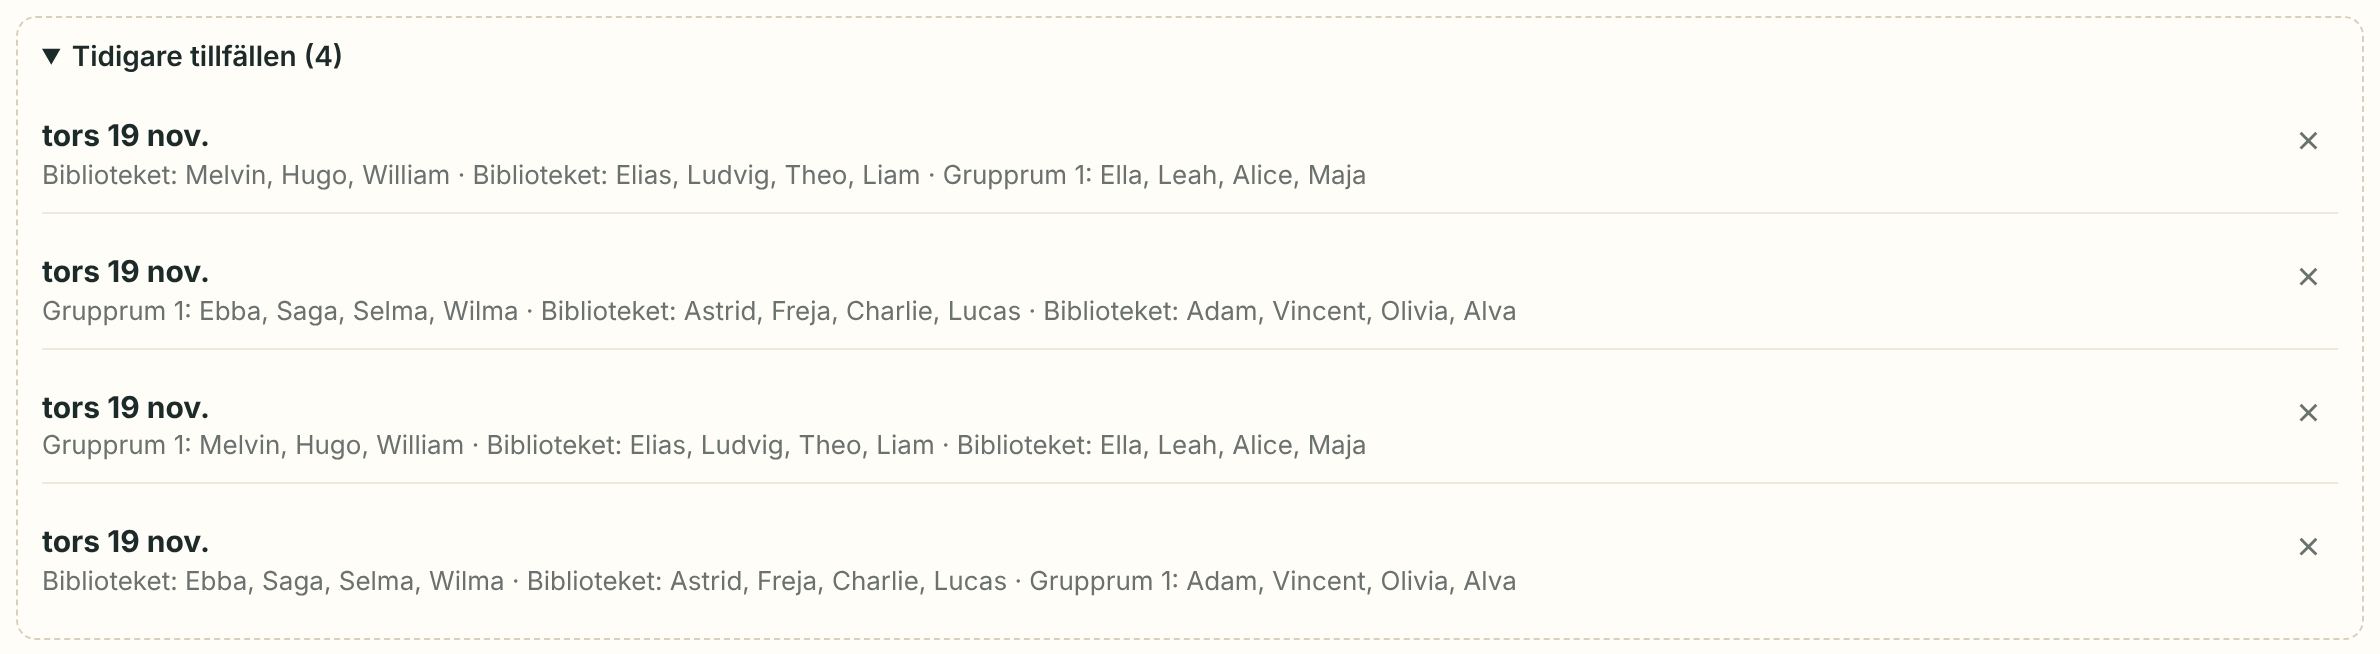 ▼ Tidigare tillfällen (4)
tors 19 nov.
Biblioteket: Melvin, Hugo, William · Biblioteket: Elias, Ludvig, Theo, Liam · Grupprum 1: Ella, Leah, Alice, Maja
tors 19 nov.
Grupprum 1: Ebba, Saga, Selma, Wilma · Biblioteket: Astrid, Freja, Charlie, Lucas · Biblioteket: Adam, Vincent, Olivia, Alva
tors 19 nov.
Grupprum 1: Melvin, Hugo, William · Biblioteket: Elias, Ludvig, Theo, Liam · Biblioteket: Ella, Leah, Alice, Maja
tors 19 nov.
Biblioteket: Ebba, Saga, Selma, Wilma · Biblioteket: Astrid, Freja, Charlie, Lucas · Grupprum 1: Adam, Vincent, Olivia, Alva